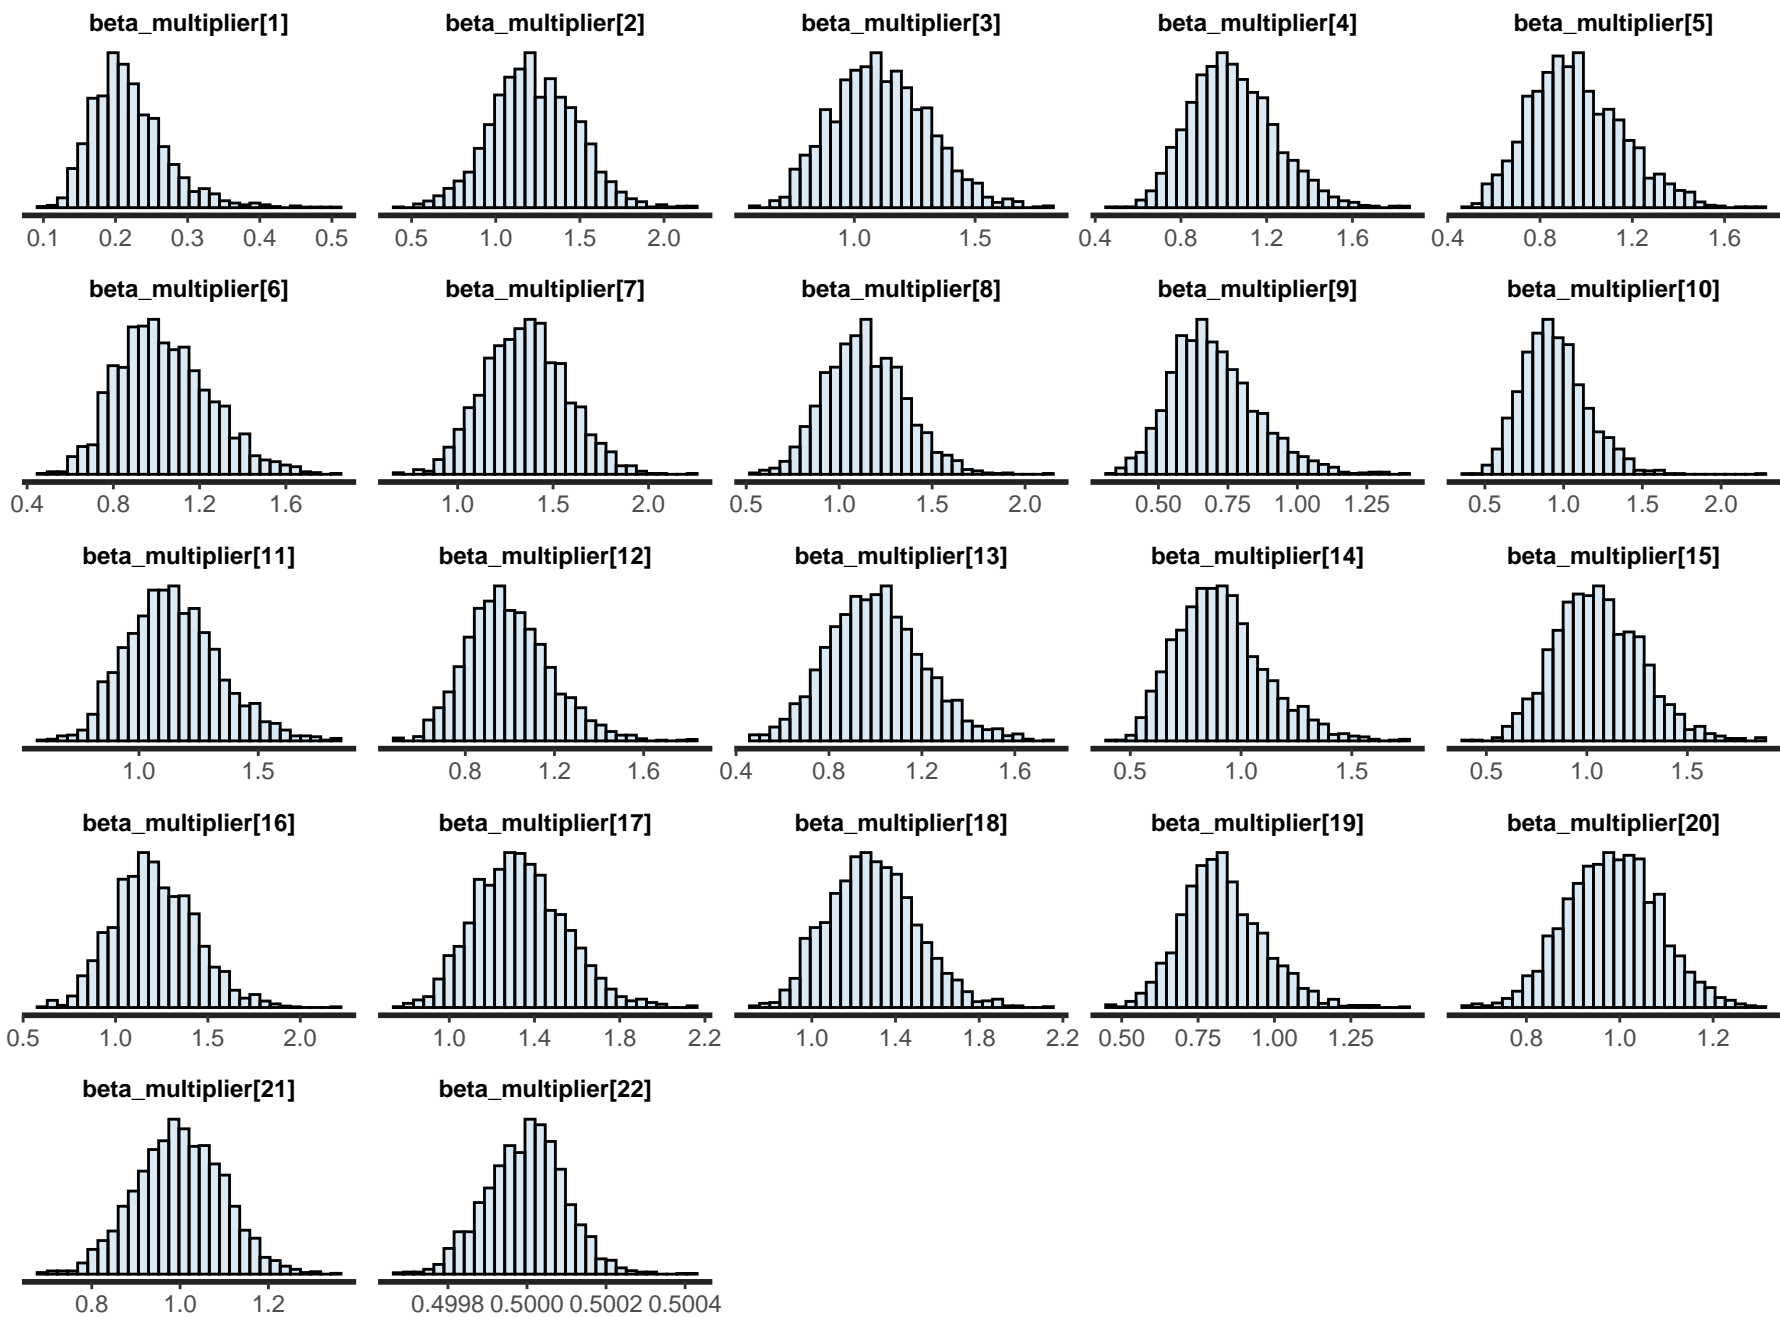 beta_multiplier[1] beta_multiplier[2] beta_multiplier[3] beta_multiplier[4] beta_multiplier[5]
0.1 0.2 0.3 0.4 0.5 0.5 1.0 1.5 2.0 1.0 1.5 0.4 0.8 1.2 1.6 0.4 0.8 1.2 1.6
beta_multiplier[6] beta_multiplier[7] beta_multiplier[8] beta_multiplier[9] beta_multiplier[10]
0.4 0.8 1.2 1.6 1.0 1.5 2.0 0.5 1.0 1.5 2.0 0.50 0.75 1.00 1.25 0.5 1.0 1.5 2.0
beta_multiplier[11] beta_multiplier[12] beta_multiplier[13] beta_multiplier[14] beta_multiplier[15]
1.0 1.5 0.8 1.2 1.6 0.4 0.8 1.2 1.6 0.5 1.0 1.5 0.5 1.0 1.5
beta_multiplier[16] beta_multiplier[17] beta_multiplier[18] beta_multiplier[19] beta_multiplier[20]
0.5 1.0 1.5 2.0 1.0 1.4 1.8 2.2 1.0 1.4 1.8 2.2 0.50 0.75 1.00 1.25 0.8 1.0 1.2
beta_multiplier[21] beta_multiplier[22]
0.8 1.0 1.2 0.4998 0.5000 0.5002 0.5004